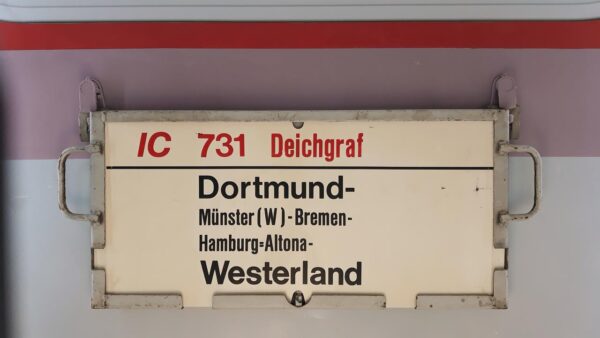 IC 731 Deichgraf
Dortmund-
Münster(W)-Bremen-
Hamburg=Altona-
Westerland